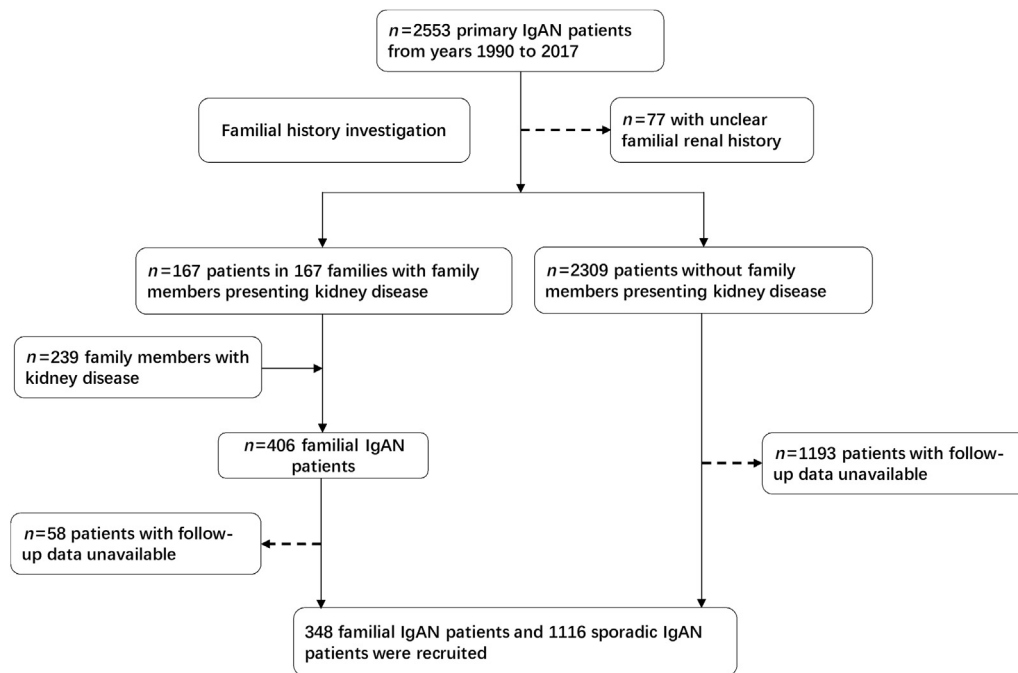 n=2553 primary IgAN patients
from years 1990 to 2017
Familial history investigation
n=77 with unclear
familial renal history
n=167 patients in 167 families with family
members presenting kidney disease
n=2309 patients without family
members presenting kidney disease
n=239 family members with
kidney disease
n=406 familial IgAN
patients
n=1193 patients with follow-
up data unavailable
n=58 patients with follow-
up data unavailable
348 familial IgAN patients and 1116 sporadic IgAN
patients were recruited